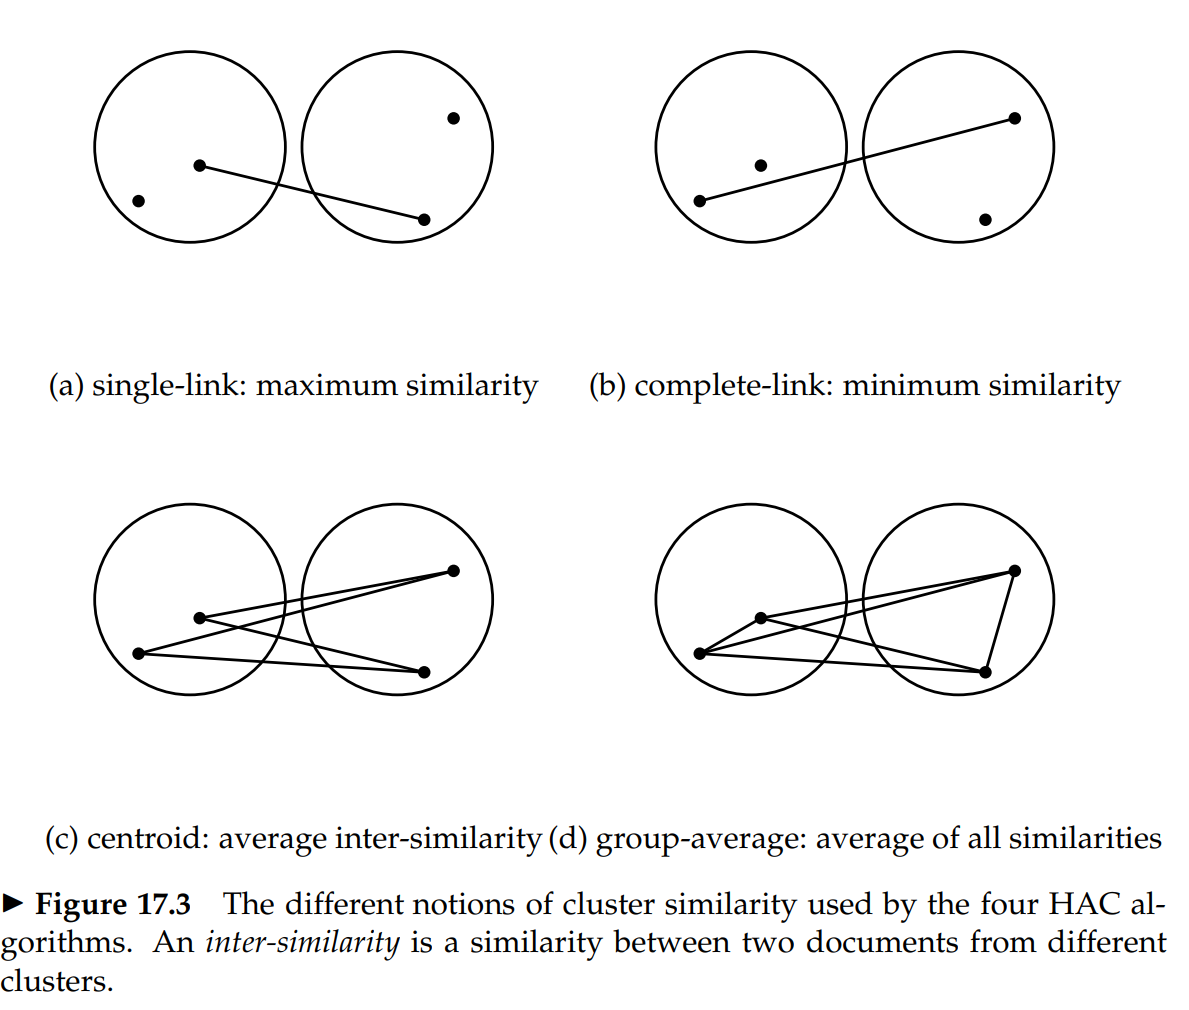 (a) single-link: maximum similarity
(b) complete-link: minimum similarity
(c) centroid: average inter-similarity
(d) group-average: average of all similarities
► Figure 17.3 The different notions of cluster similarity used by the four HAC al-
gorithms. An inter-similarity is a similarity between two documents from different
clusters.